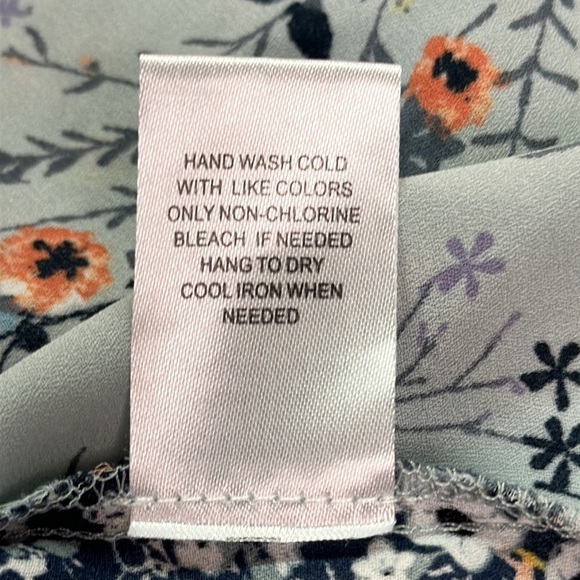 HAND WASH COLD
WITH LIKE COLORS
ONLY NON-CHLORINE
BLEACH IF NEEDED
HANG TO DRY
COOL IRON WHEN
NEEDED